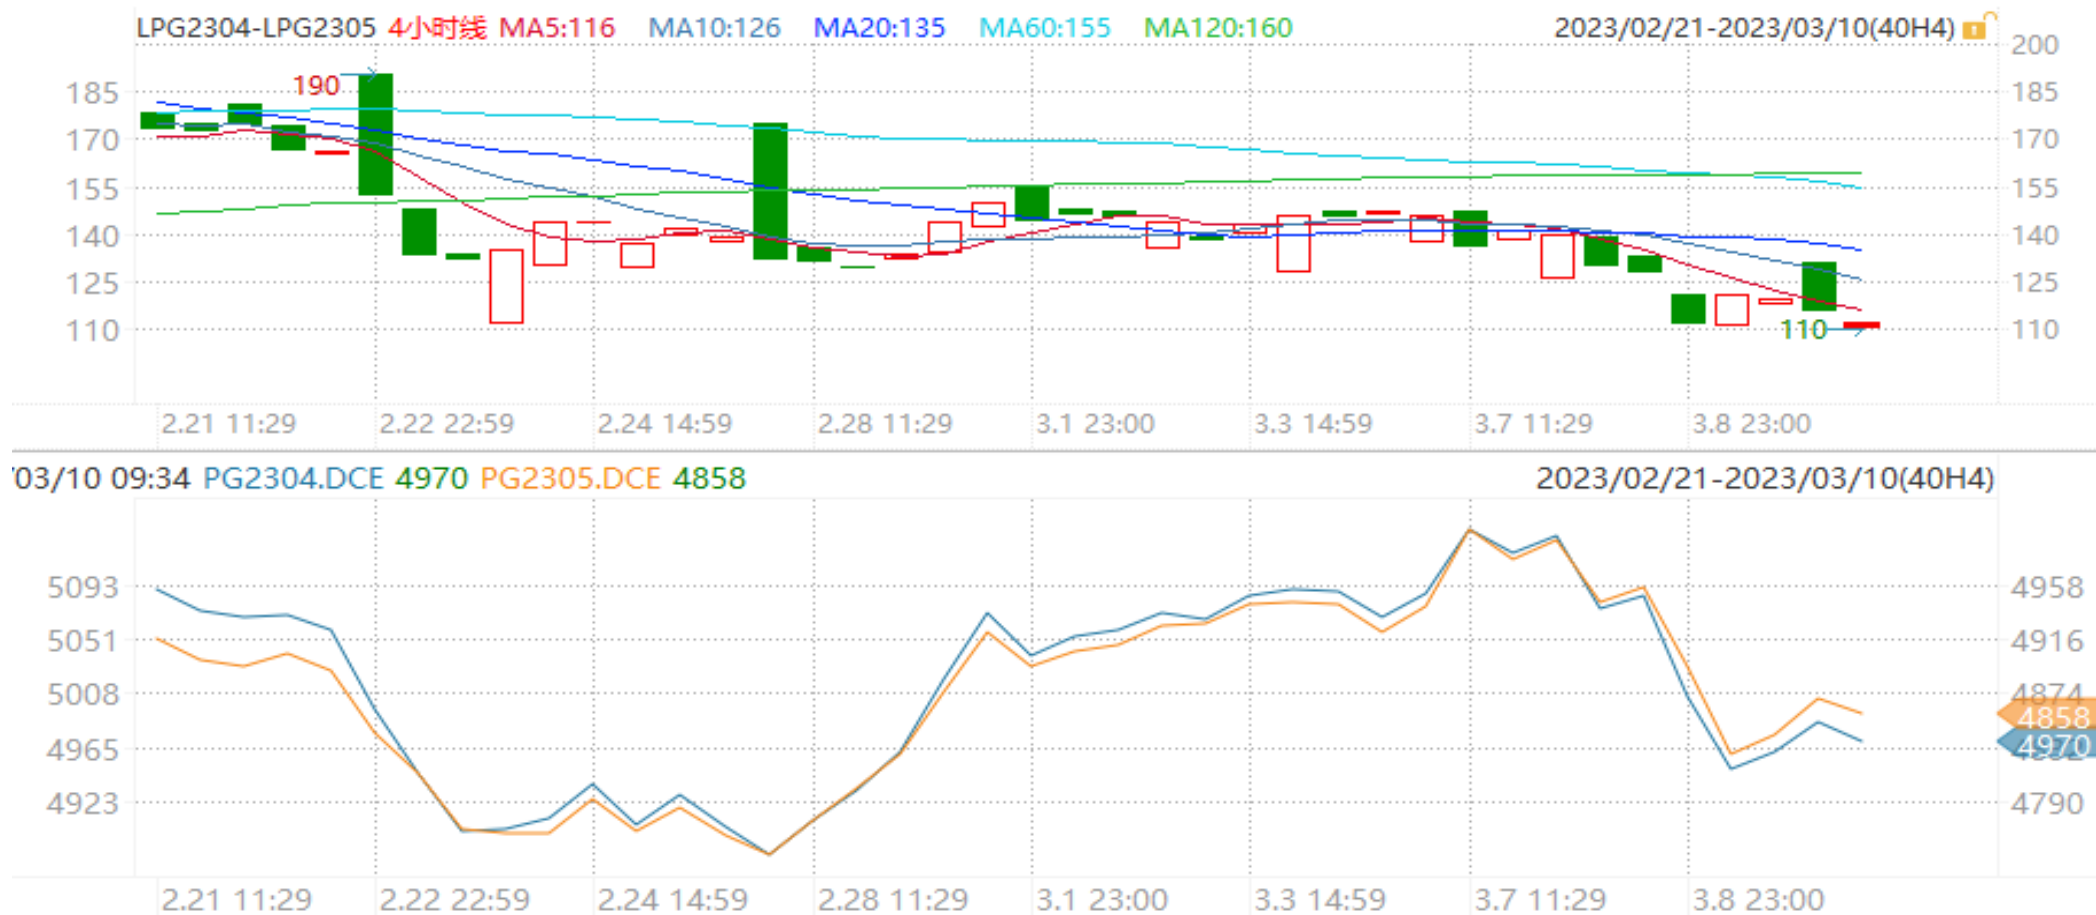 LPG2304-LPG2305 4小时线 MA5:116 MA10:126 MA20:135 MA60:155 MA120:160 2023/02/21-2023/03/10(40H4)
200
190
185 185
170 170
155 155
140 140
125 125
110 110 110
2.21 11:29 2.22 22:59 2.24 14:59 2.28 11:29 3.1 23:00 3.3 14:59 3.7 11:29 3.8 23:00
/03/10 09:34 PG2304.DCE 4970 PG2305.DCE 4858 2023/02/21-2023/03/10(40H4)
5093 4958
5051 4916
5008 4874
4858
4965 4970
4923 4790
2.21 11:29 2.22 22:59 2.24 14:59 2.28 11:29 3.1 23:00 3.3 14:59 3.7 11:29 3.8 23:00